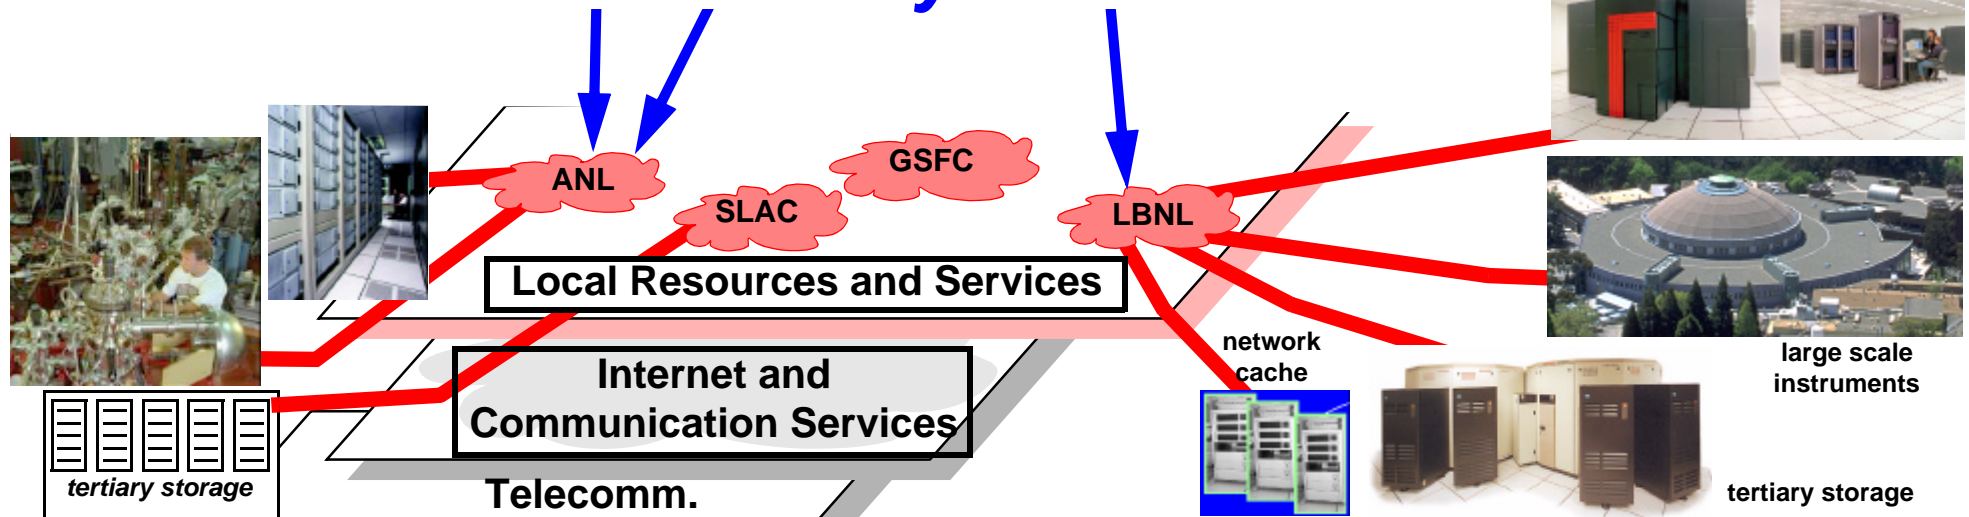 GSFC
ANL
SLAC
LBNL
Local Resources and Services
network
cache
large scale
instruments
Internet and
Communication Services
tertiary storage
Telecomm.
tertiary storage